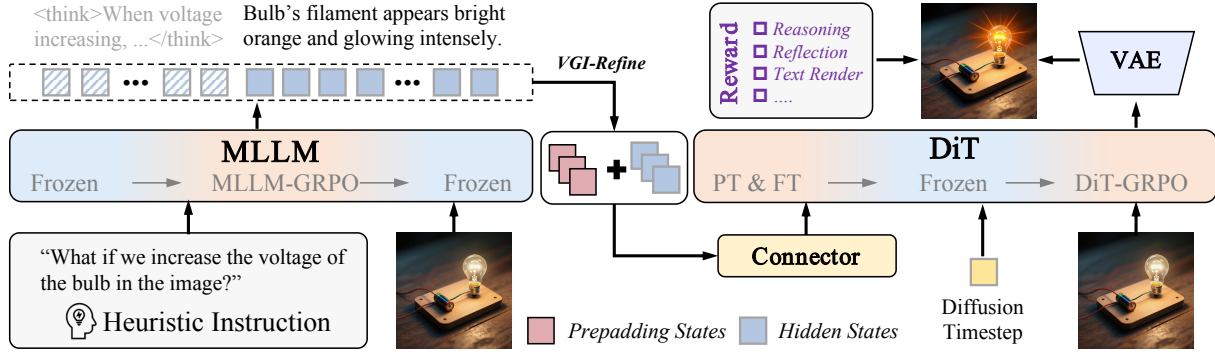 <think>When voltage
increasing, ...</think>
Bulb's filament appears bright
orange and glowing intensely.
VGI-Refine
Reward
Reasoning
Reflection
Text Render
....
VAE
MLLM
Frozen
MLLM-GRPO
Frozen
DiT
PT & FT
Frozen
DiT-GRPO
"What if we increase the voltage of
the bulb in the image?"
Heuristic Instruction
Connector
Diffusion
Timestep
Prepadding States
Hidden States